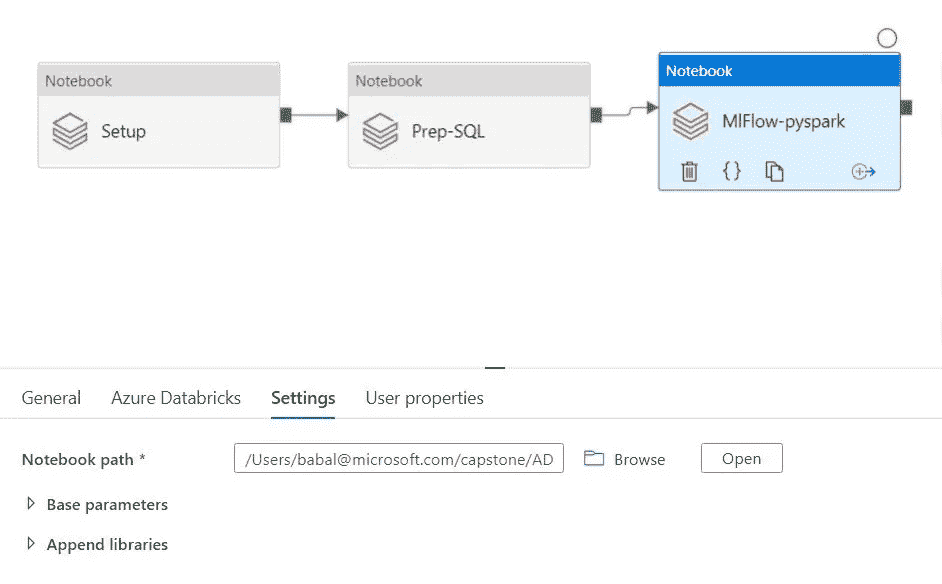 Notebook
Setup
Notebook
Prep-SQL
Notebook
MlFlow-pyspark
General Azure Databricks Settings User properties
Notebook path * /Users/babal@microsoft.com/capstone/AD Browse Open
Base parameters
Append libraries